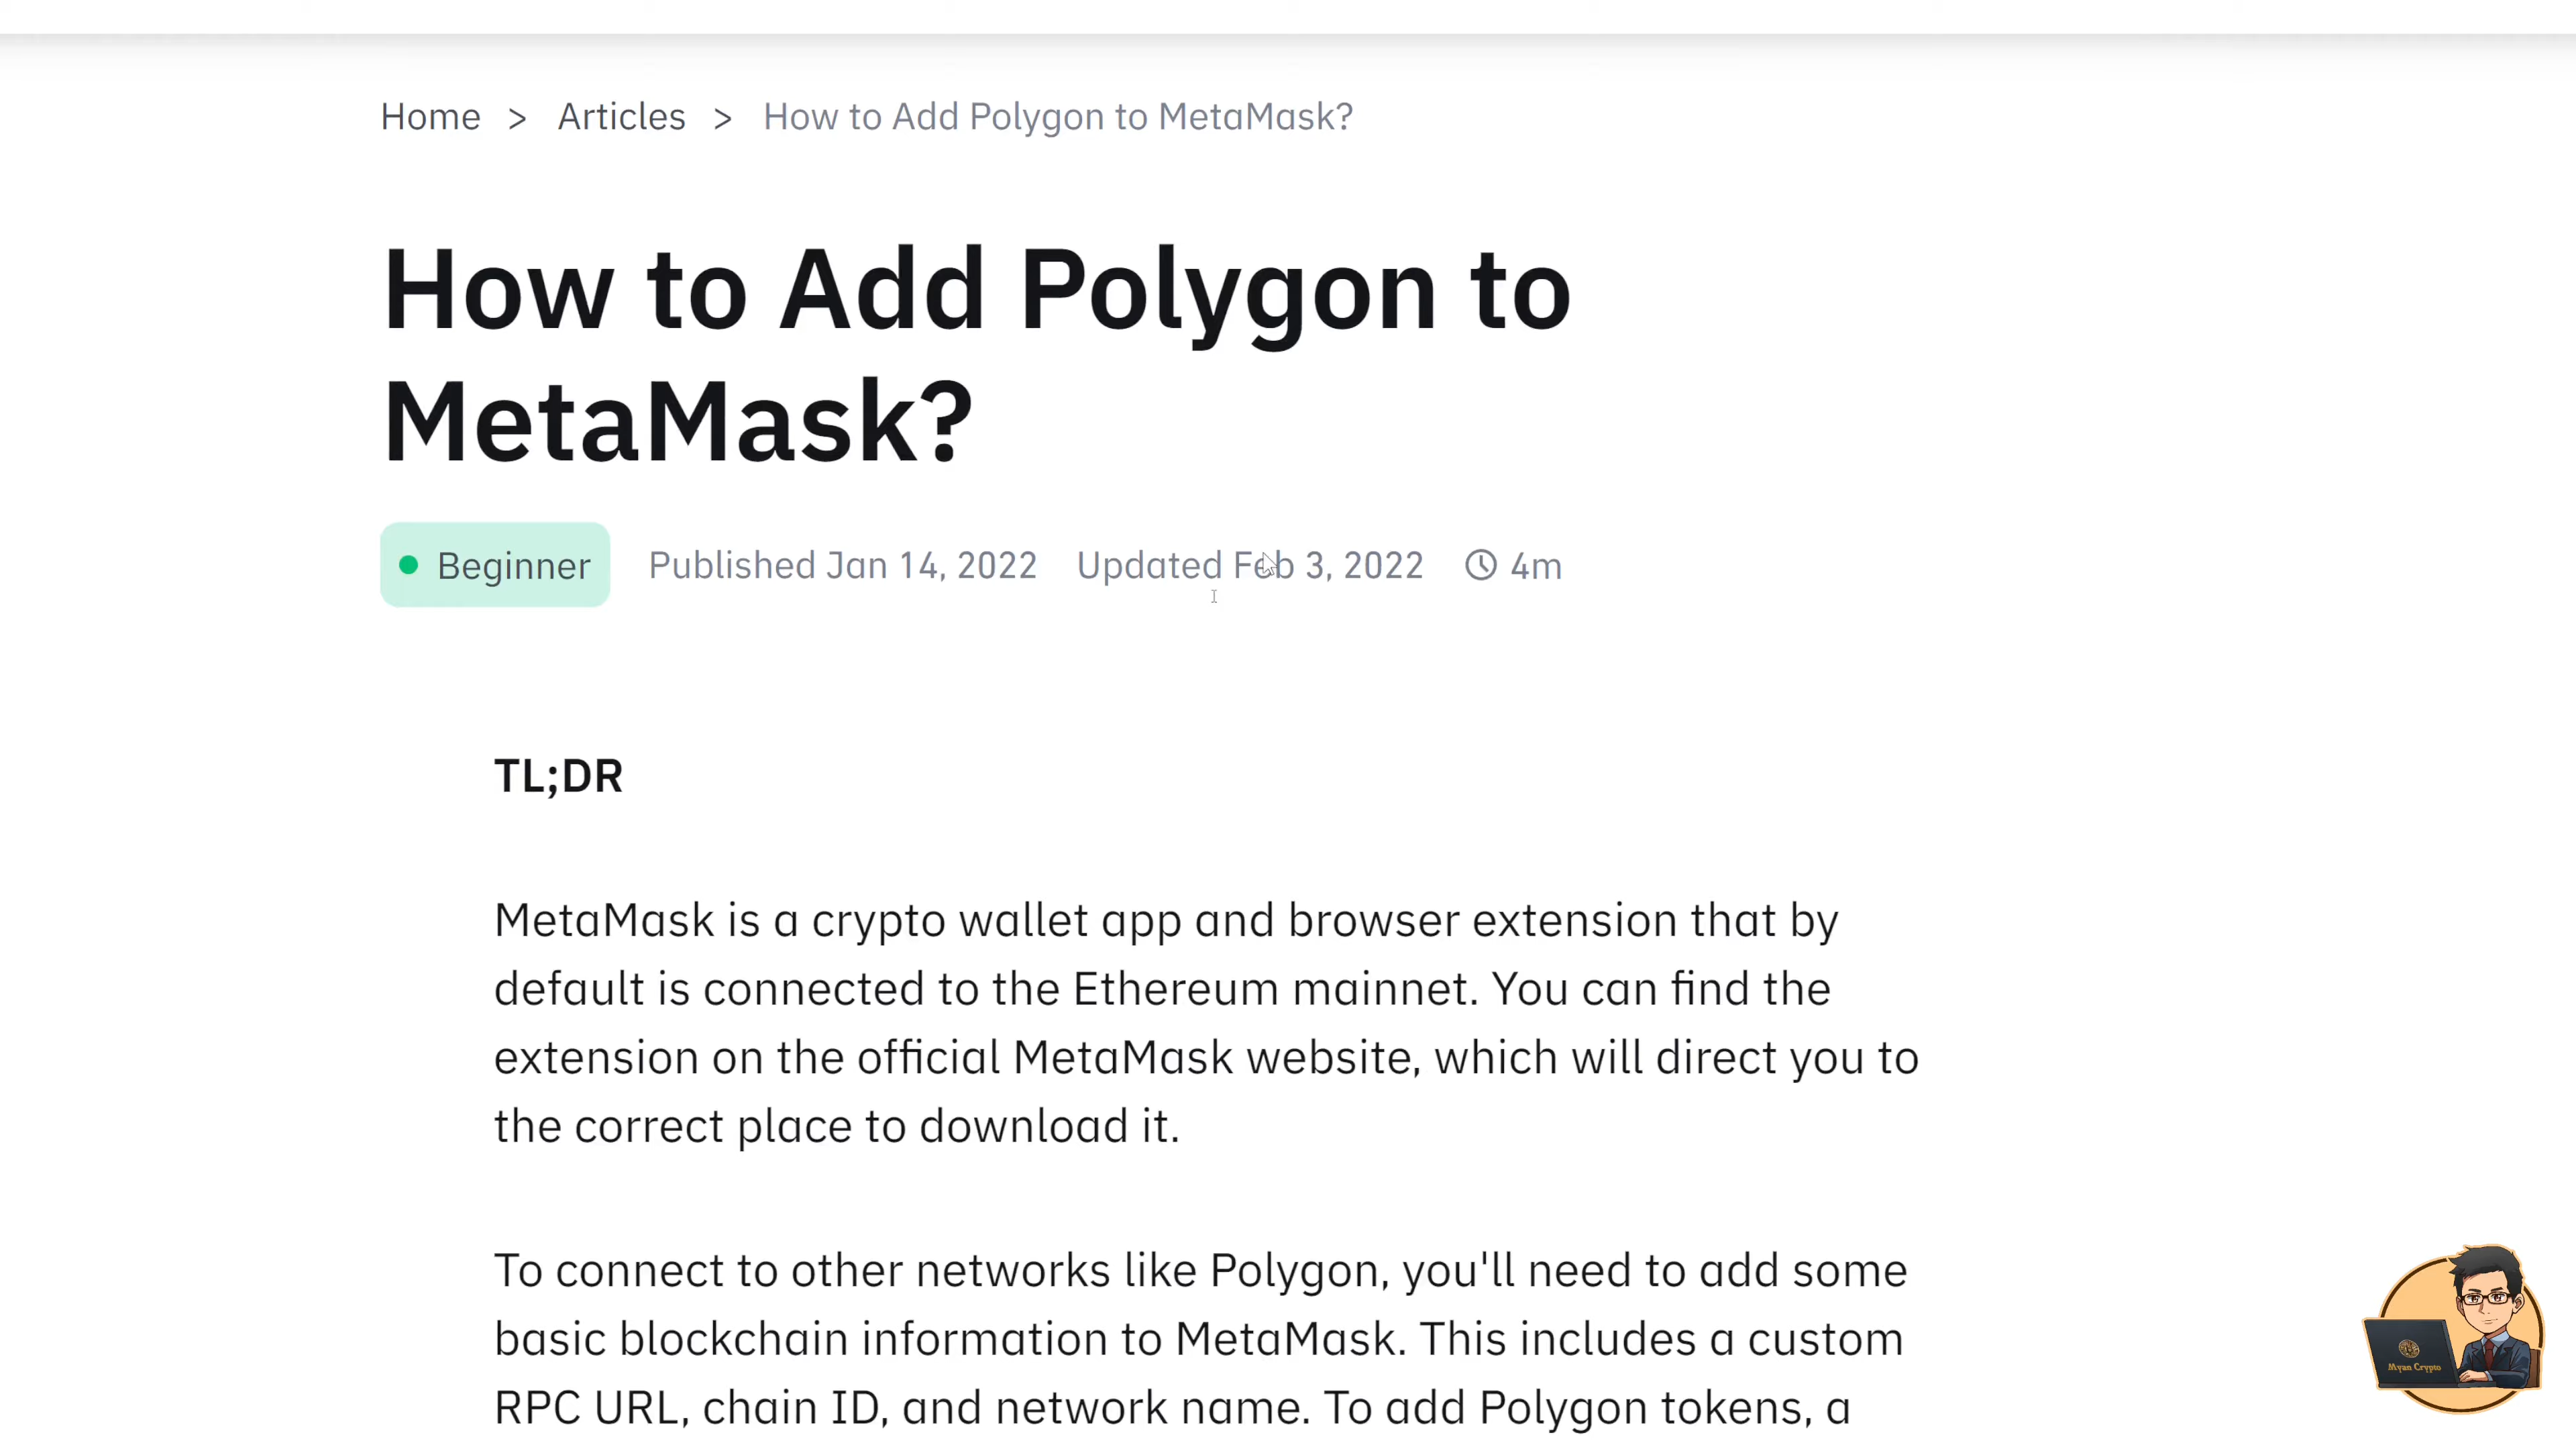 Home > Articles > How to Add Polygon to MetaMask?
How to Add Polygon to
MetaMask?
Beginner Published Jan 14, 2022 Updated Feb 3, 2022 4m
TL;DR
MetaMask is a crypto wallet app and browser extension that by
default is connected to the Ethereum mainnet. You can find the
extension on the official MetaMask website, which will direct you to
the correct place to download it.
To connect to other networks like Polygon, you'll need to add some
basic blockchain information to MetaMask. This includes a custom
RPC URL, chain ID, and network name. To add Polygon tokens, a
Myan Crypto